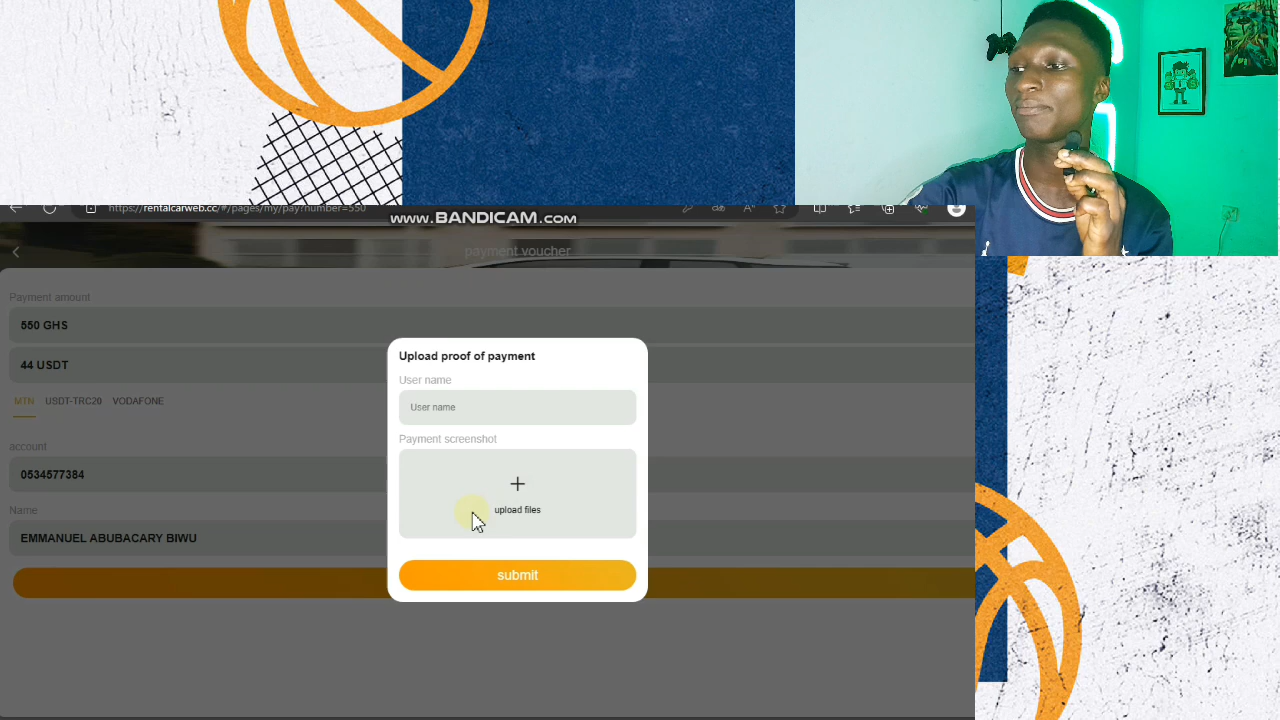 https://rentalcarweb.cc/#/pages/my/pay?number=550
www.BANDICAM.com
payment voucher
Payment amount
550 GHS
44 USDT
MTN USDT-TRC20 VODAFONE
account
0534577384
Name
EMMANUEL ABUBACARY BIWU
Upload proof of payment
User name
User name
Payment screenshot
upload files
submit